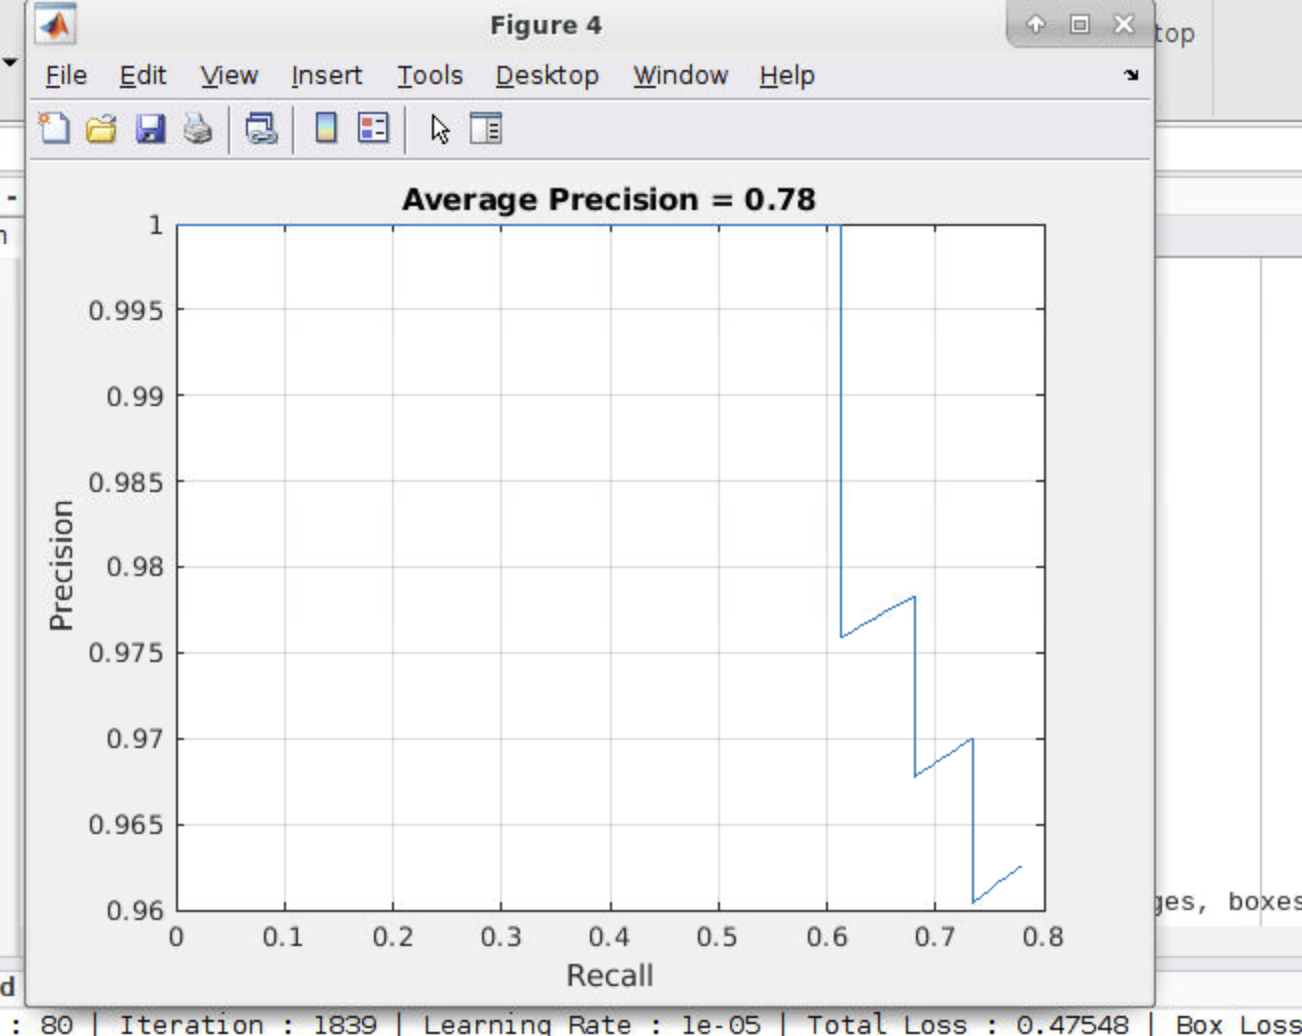 Figure 4
top
File Edit View Insert Tools Desktop Window Help
Average Precision = 0.78
1
0.995
0.99
0.985
0.98
0.975
0.97
0.965
0.96
Precision
0 0.1 0.2 0.3 0.4 0.5 0.6 0.7 0.8
Recall
ges, boxes
d
: 80 | Iteration : 1839 | Learning Rate : 1e-05 | Total Loss : 0.47548 | Box Loss